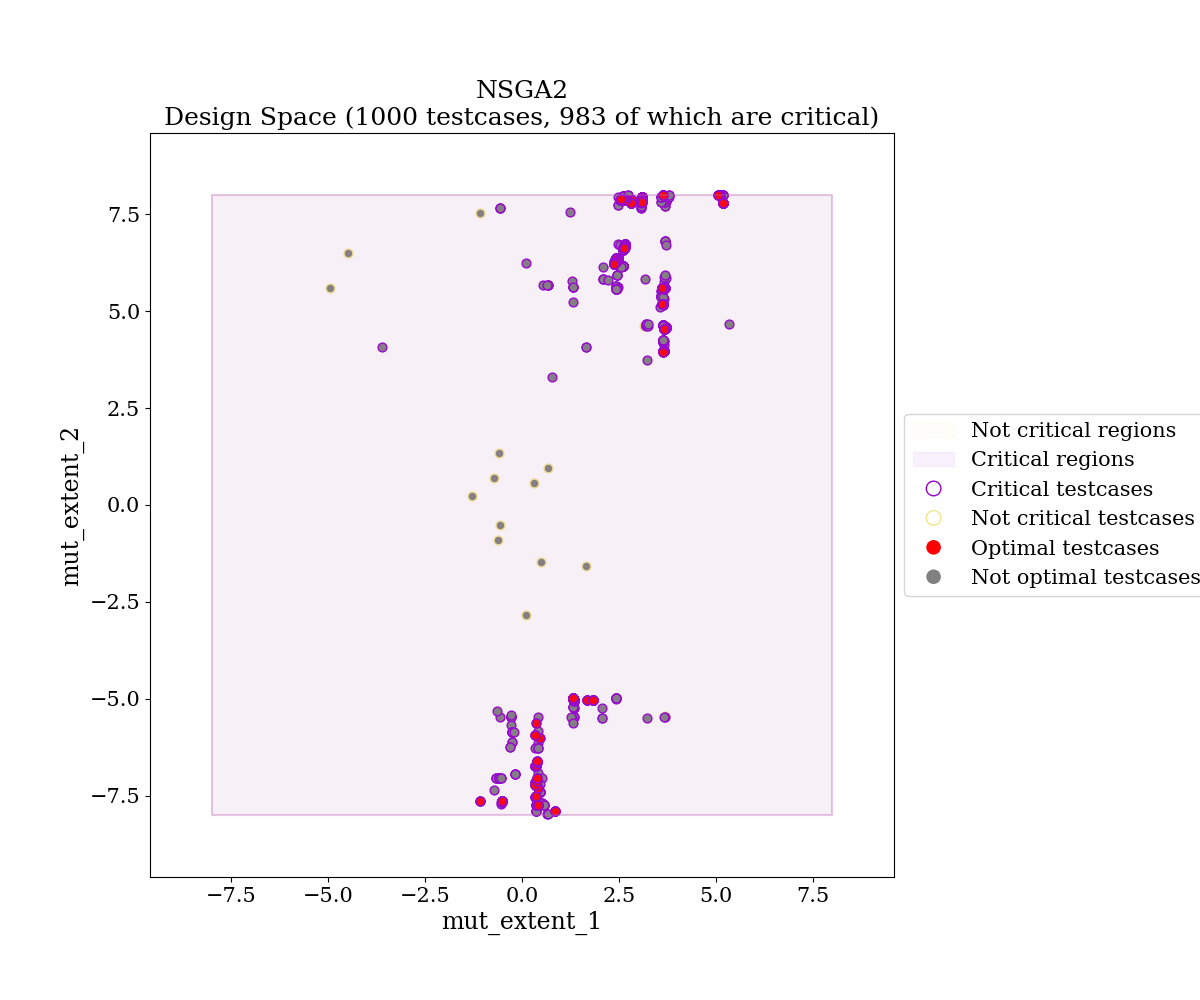 NSGA2
Design Space (1000 testcases, 983 of which are critical)
mut_extent_2
7.5
5.0
2.5
0.0
−2.5
−5.0
−7.5
−7.5 −5.0 −2.5 0.0 2.5 5.0 7.5
mut_extent_1
Not critical regions
Critical regions
Critical testcases
Not critical testcases
Optimal testcases
Not optimal testcases